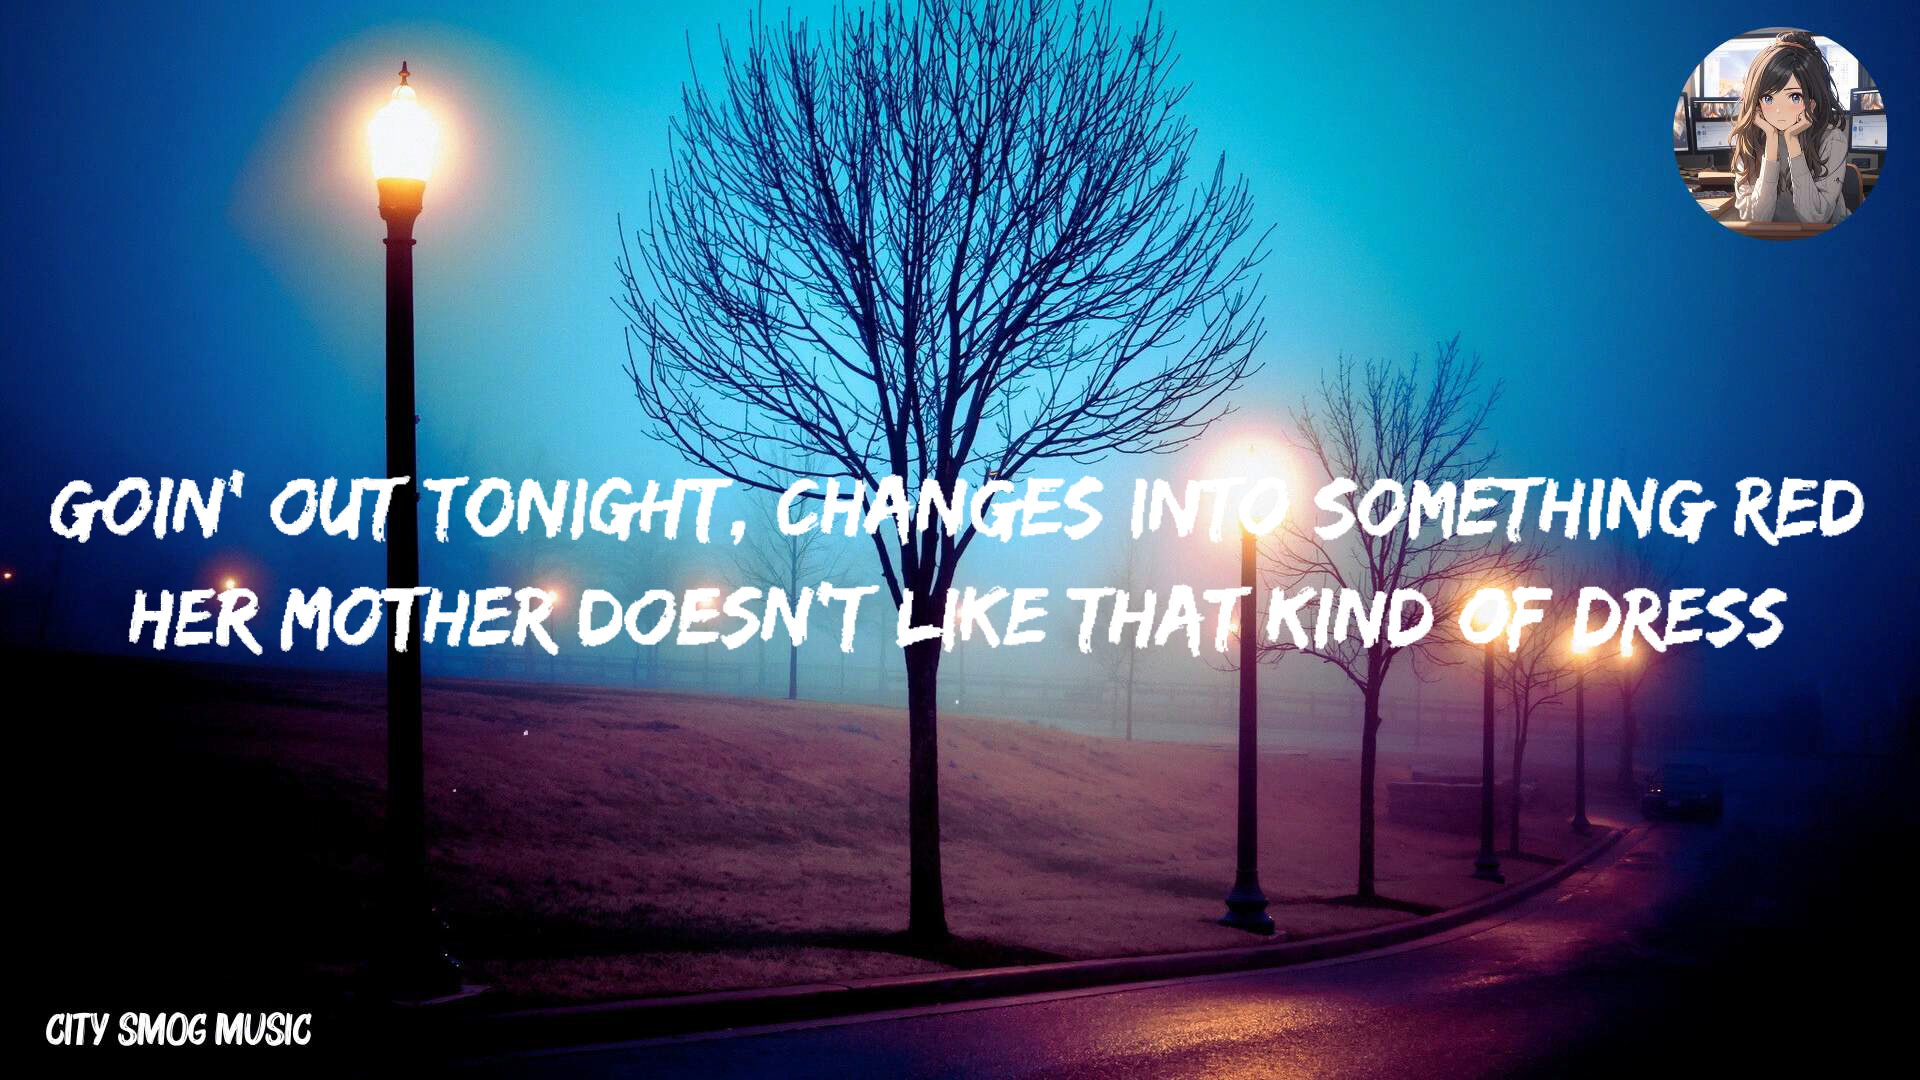 GOIN' OUT TONIGHT, CHANGES INTO SOMETHING RED
HER MOTHER DOESN'T LIKE THAT KIND OF DRESS
CITY SMOG MUSIC